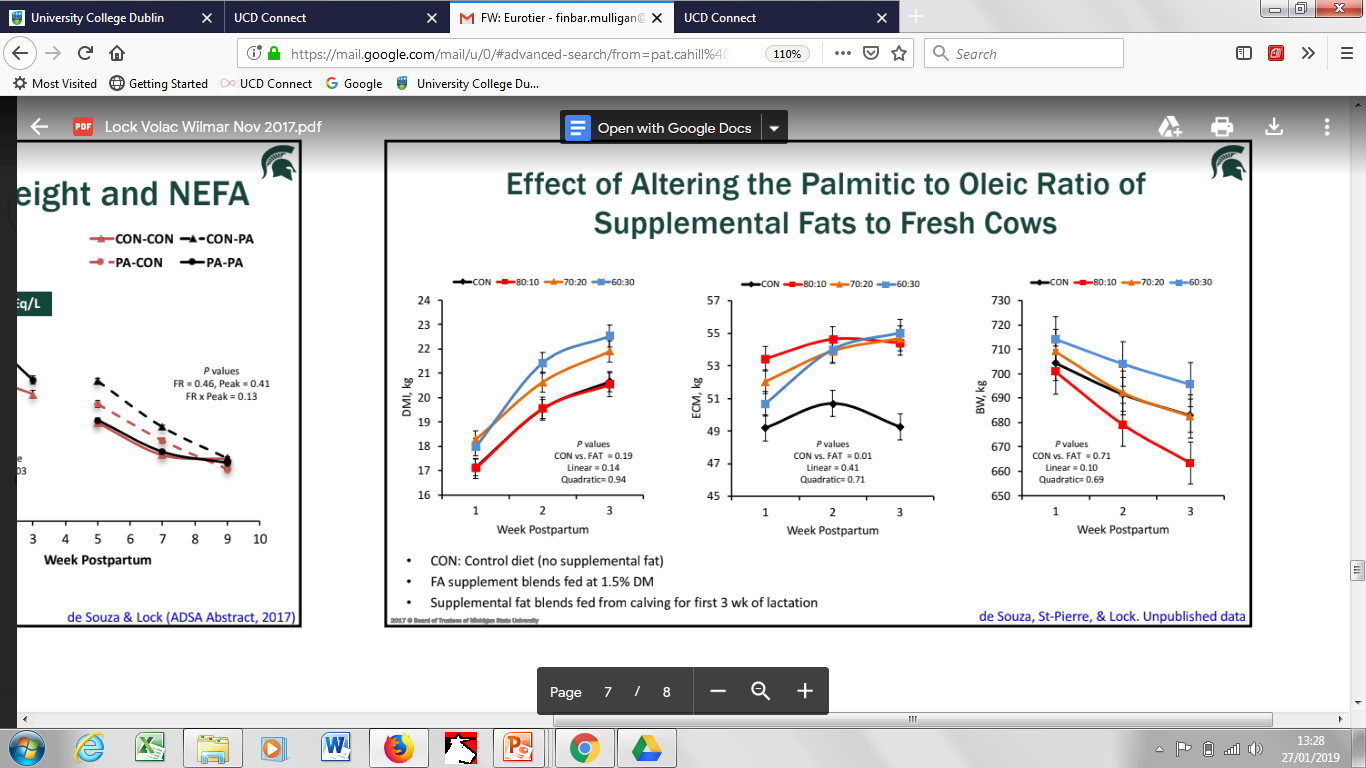 University College Dublin
UCD Connect
FW: Eurotier - finbar.mulligan@
UCD Connect
https://mail.google.com/mail/u/0/#advanced-search/from=pat.cahill%4
110%
Search
Most Visited
Getting Started
UCD Connect
Google
University College Du...
PDF
Lock Volac Wilmar Nov 2017.pdf
Open with Google Docs
eight and NEFA
CON-CON
CON-PA
PA-CON
PA-PA
Eq/L
P values
FR = 0.46, Peak = 0.41
FR x Peak = 0.13
03
3 4 5 6 7 8 9 10
Week Postpartum
de Souza & Lock (ADSA Abstract, 2017)
Effect of Altering the Palmitic to Oleic Ratio of
Supplemental Fats to Fresh Cows
CON 80:10 70:20 60:30
24
23
22
21
20
19
18
17
16
DMI, kg
P values
CON vs. FAT = 0.19
Linear = 0.14
Quadratic= 0.94
1 2 3
Week Postpartum
CON 80:10 70:20 60:30
57
55
53
51
49
47
45
ECM, kg
P values
CON vs. FAT = 0.01
Linear = 0.41
Quadratic= 0.71
1 2 3
Week Postpartum
CON 80:10 70:20 60:30
730
720
710
700
690
680
670
660
650
BW, kg
P values
CON vs. FAT = 0.71
Linear = 0.10
Quadratic= 0.69
1 2 3
Week Postpartum
• CON: Control diet (no supplemental fat)
• FA supplement blends fed at 1.5% DM
• Supplemental fat blends fed from calving for first 3 wk of lactation
2017 © Board of Trustees of Michigan State University
de Souza, St-Pierre, & Lock. Unpublished data
Page 7 / 8
13:28
27/01/2019